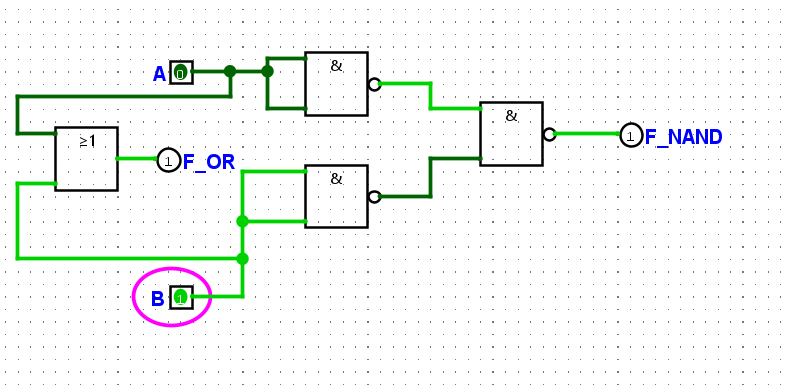 &
A 0
&
≥1
1 F_OR
1 F_NAND
&
B 1